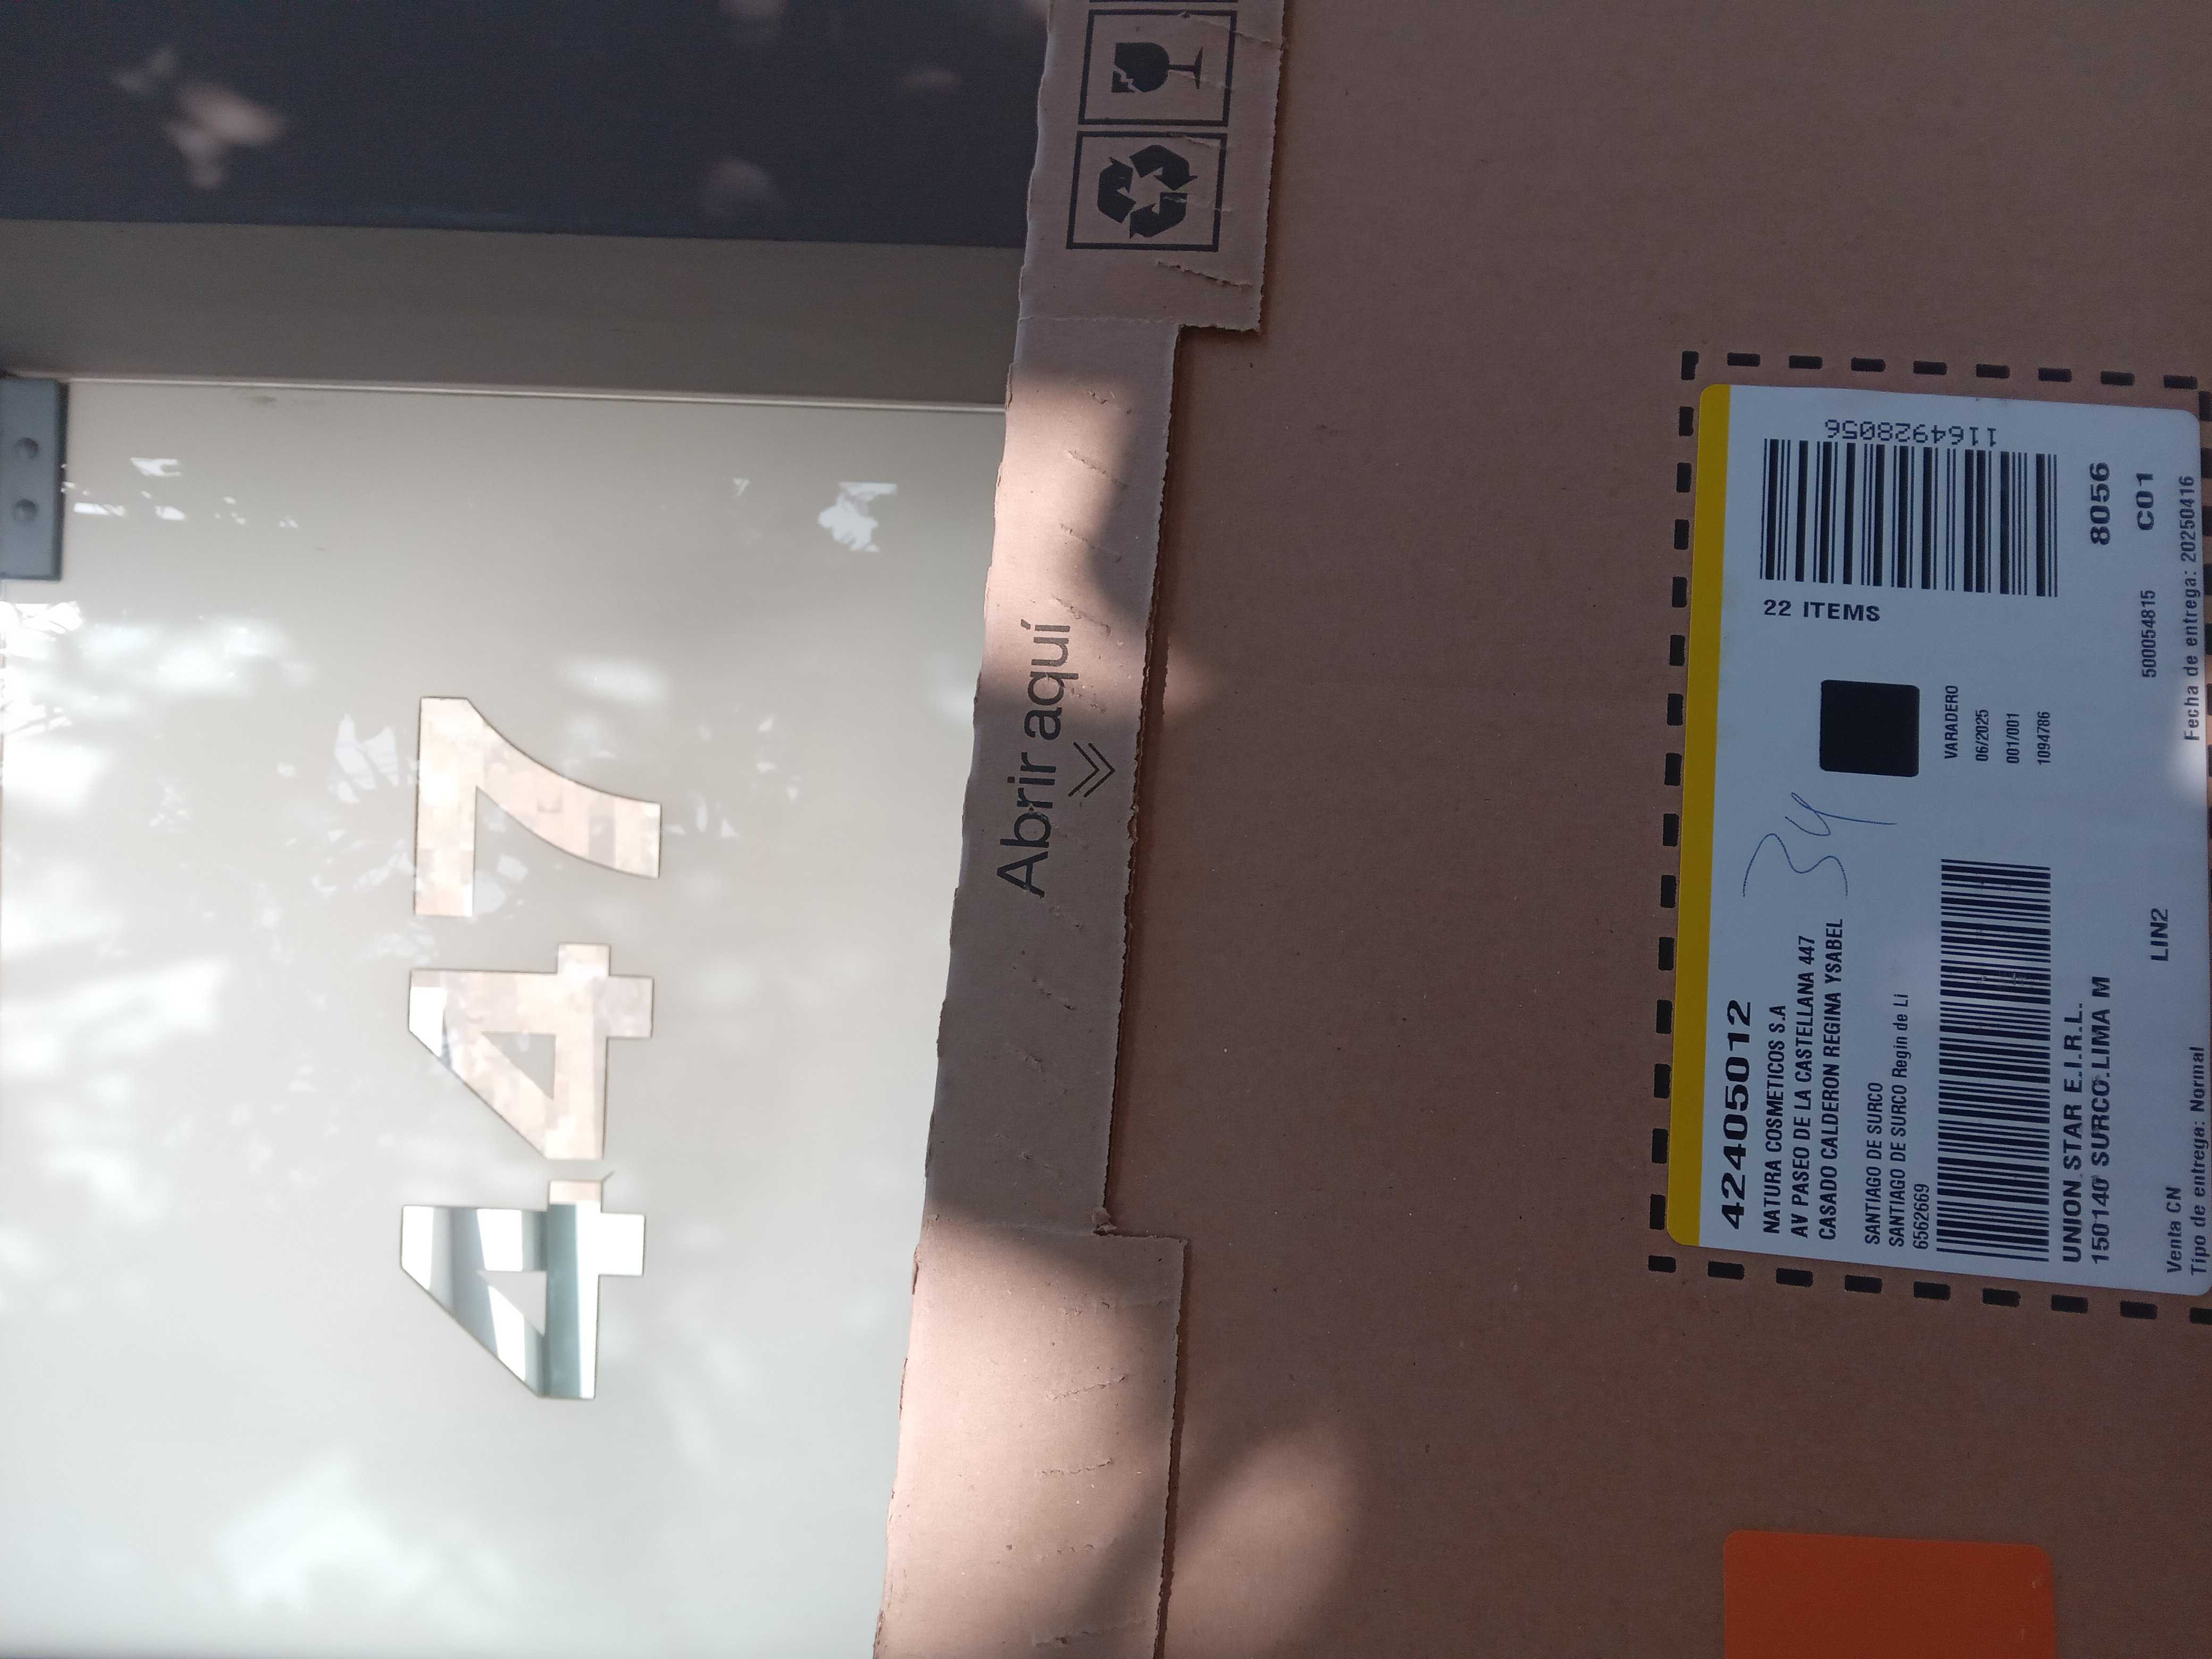 447
Abrir aquí
42405012
NATURA COSMETICOS S.A
AV PASEO DE LA CASTELLANA 447
CASADO CALDERON REGINA YSABEL
34
SANTIAGO DE SURCO
SANTIAGO DE SURCO Regin de Li
6562669
UNION STAR E.I.R.L.
150140 SURCO.LIMA M
LIN2
Venta CN
Tipo de entrega: Normal
22 ITEMS
1164928056
VARADERO
06/2025
001/001
1094786
8056
500054815 C01
Fecha de entrega: 20250416